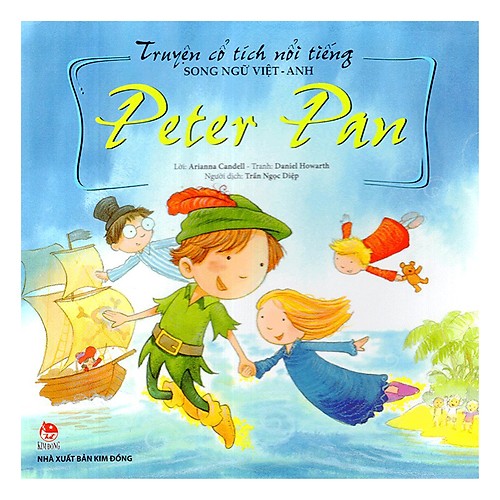 Truyện cổ tích nổi tiếng
SONG NGỮ VIỆT - ANH
Peter Pan
Lời: Arianna Candell - Tranh: Daniel Howarth
Người dịch: Trần Ngọc Diệp
KIM ĐỒNG
NHÀ XUẤT BẢN KIM ĐỒNG